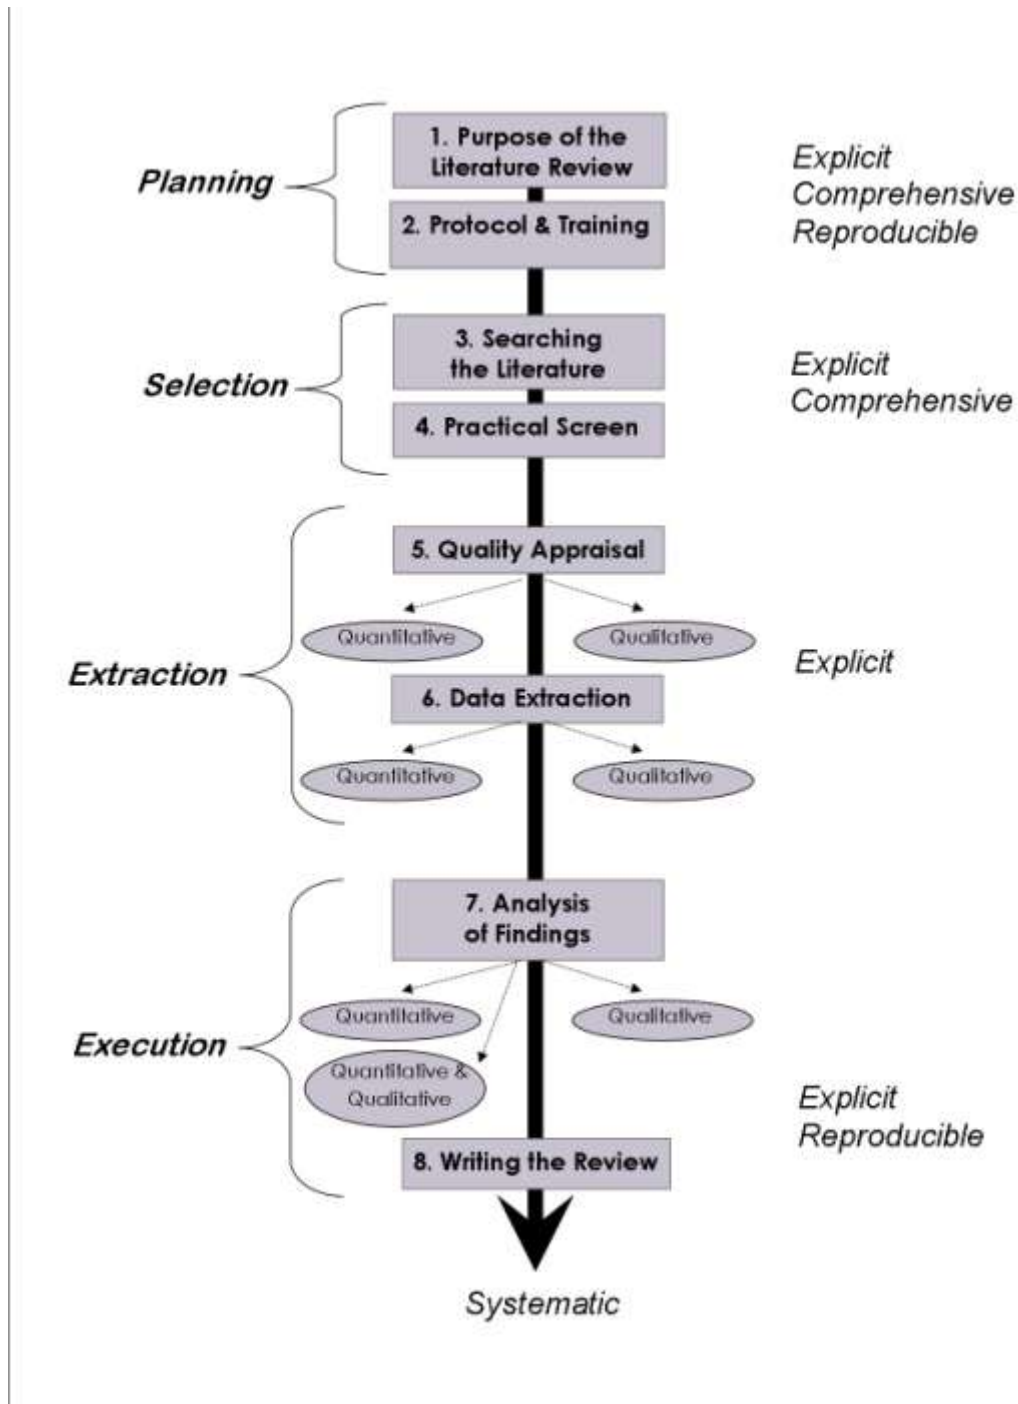 Planning
1. Purpose of the
Literature Review
2. Protocol & Training
Explicit
Comprehensive
Reproducible
Selection
3. Searching
the Literature
4. Practical Screen
Explicit
Comprehensive
Extraction
5. Quality Appraisal
Quantitative
Qualitative
6. Data Extraction
Quantitative
Qualitative
Explicit
Execution
7. Analysis
of Findings
Quantitative
Qualitative
Quantitative &
Qualitative
8. Writing the Review
Explicit
Reproducible
Systematic